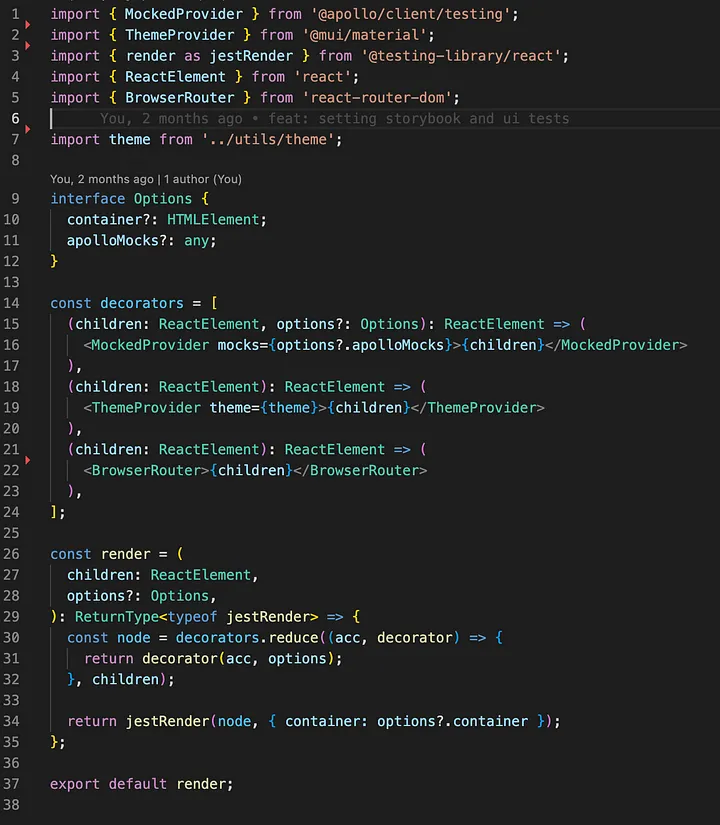 1 import { MockedProvider } from '@apollo/client/testing';
2 import { ThemeProvider } from '@mui/material';
3 import { render as jestRender } from '@testing-library/react';
4 import { ReactElement } from 'react';
5 import { BrowserRouter } from 'react-router-dom';
6 You, 2 months ago • feat: setting storybook and ui tests
7 import theme from '../utils/theme';
8
You, 2 months ago | 1 author (You)
9 interface Options {
10 container?: HTMLElement;
11 apolloMocks?: any;
12 }
13
14 const decorators = [
15 (children: ReactElement, options?: Options): ReactElement => (
16 <MockedProvider mocks={options?.apolloMocks}>{children}</MockedProvider>
17 ),
18 (children: ReactElement): ReactElement => (
19 <ThemeProvider theme={theme}>{children}</ThemeProvider>
20 ),
21 (children: ReactElement): ReactElement => (
22 <BrowserRouter>{children}</BrowserRouter>
23 ),
24 ];
25
26 const render = (
27 children: ReactElement,
28 options?: Options,
29 ): ReturnType<typeof jestRender> => {
30 const node = decorators.reduce((acc, decorator) => {
31 return decorator(acc, options);
32 }, children);
33
34 return jestRender(node, { container: options?.container });
35 };
36
37 export default render;
38